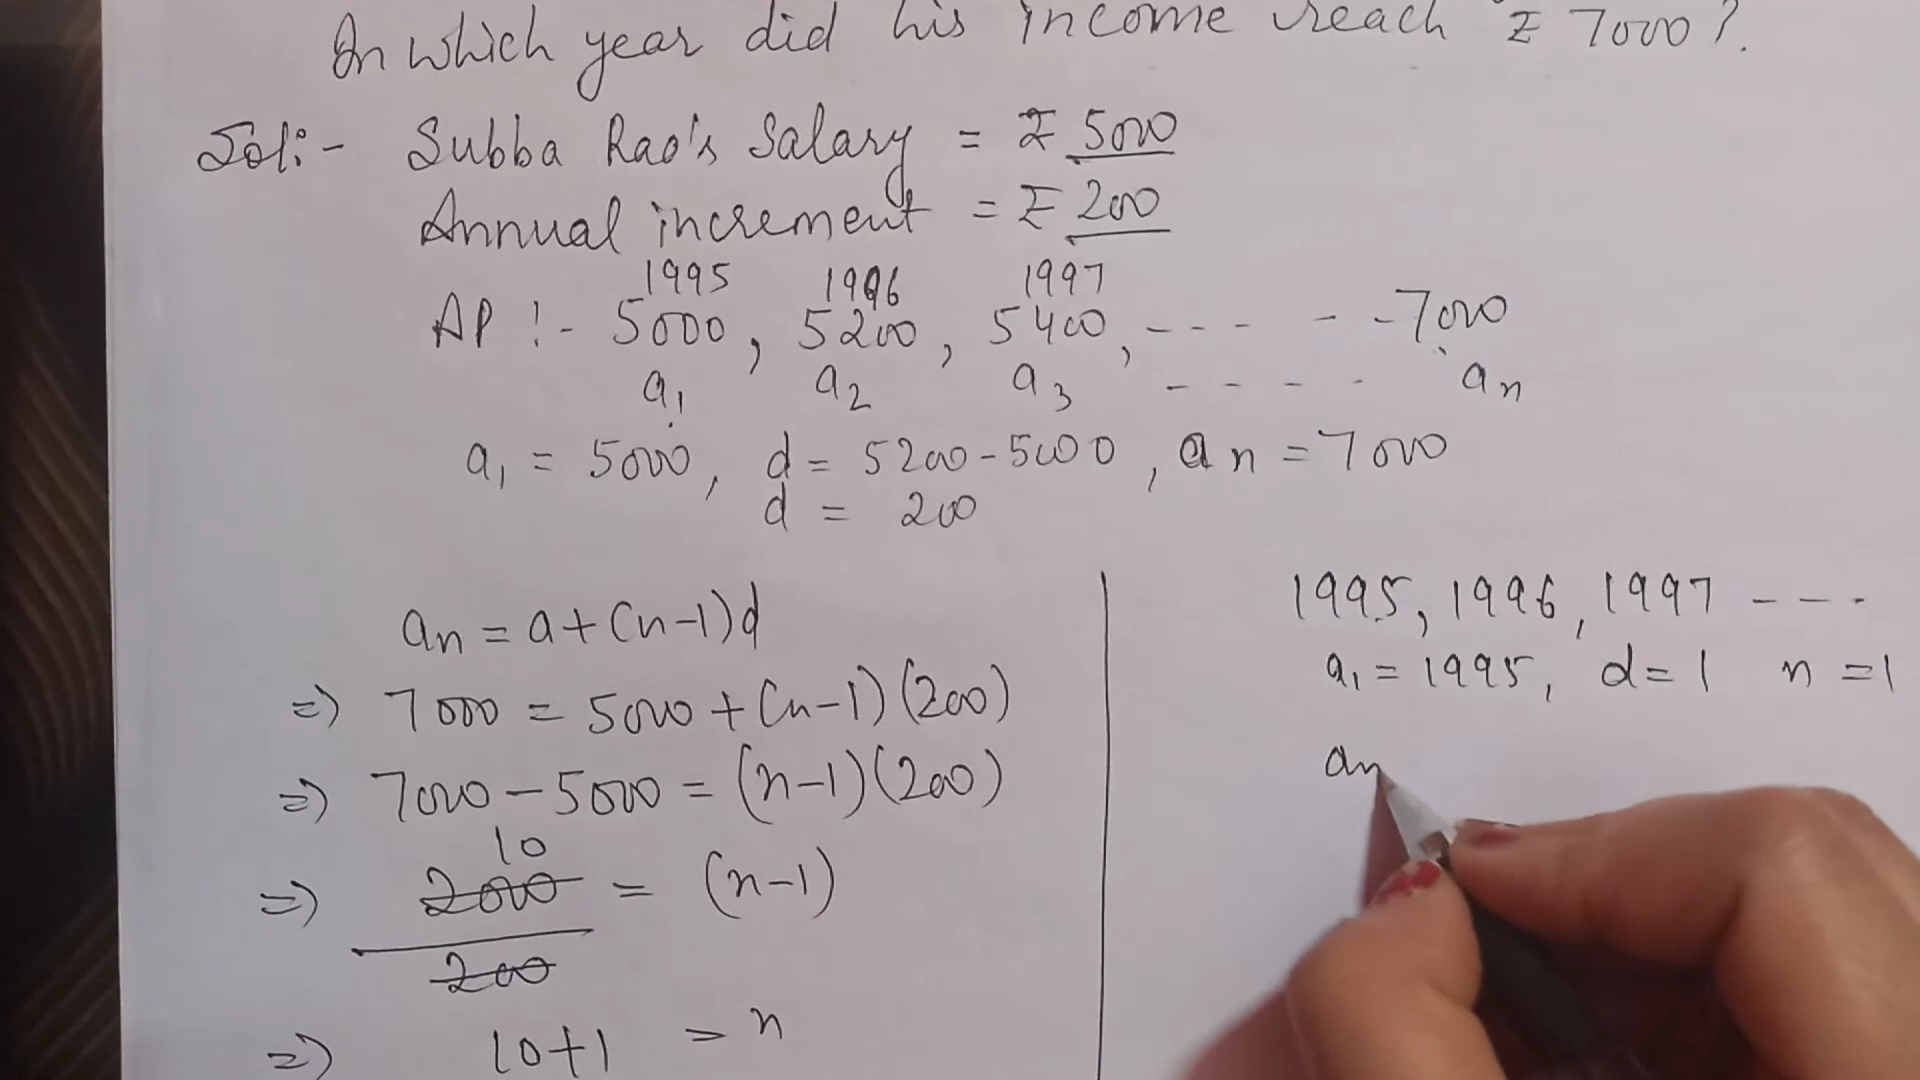 In which year did his income reach ₹ 7000 ?.
Sol:- Subba Rao's Salary = ₹ 5000
Annual increment = ₹ 200
1995 1996 1997
AP :- 5000, 5200, 5400, - - - - - 7000
a1 a2 a3 - - - - an
a1 = 5000, d = 5200-5000, an = 7000
d = 200
an = a+(n-1)d
=) 7000 = 5000+(n-1)(200)
=) 7000-5000 = (n-1)(200)
10
=) 2000 = (n-1)
200
=) 10+1 = n
1995, 1996, 1997 - - -
a1 = 1995, d=1 n=1
an